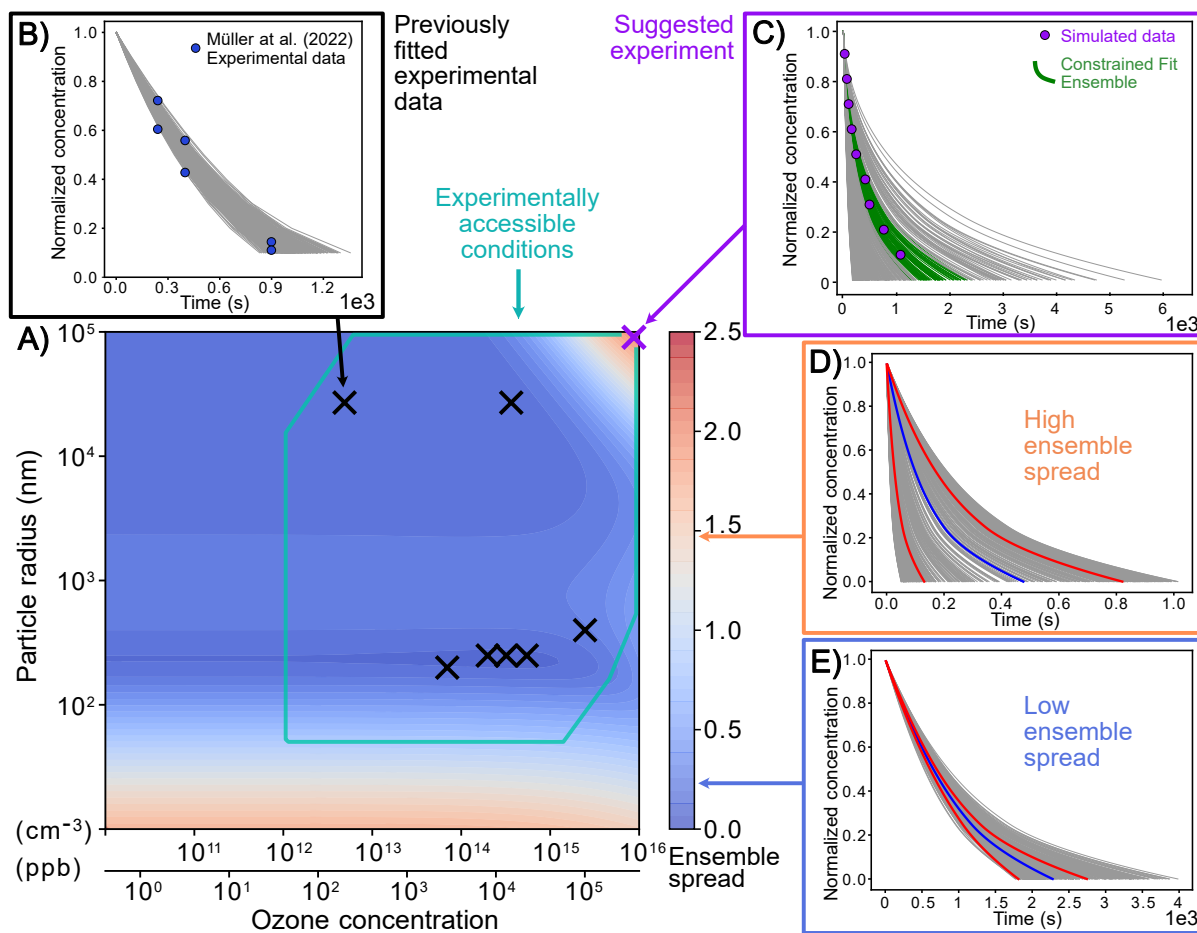 B)
Müller at al. (2022)
Experimental data
Normalized concentration
1.0
0.8
0.6
0.4
0.2
0.0
0.0
0.3
0.6
0.9
1.2
Time (s)
1e3
Previously
fitted
experimental
data
Suggested
experiment
Experimentally
accessible
conditions
C)
Simulated data
Constrained Fit
Ensemble
Normalized concentration
1.0
0.8
0.6
0.4
0.2
0.0
0
1
2
3
4
5
6
Time (s)
1e3
A)
Particle radius (nm)
10⁵
10⁴
10³
10²
(cm⁻³)
10¹¹
10¹²
10¹³
10¹⁴
10¹⁵
10¹⁶
(ppb)
10⁰
10¹
10²
10³
10⁴
10⁵
Ozone concentration
2.5
2.0
1.5
1.0
0.5
0.0
Ensemble
spread
D)
High
ensemble
spread
Normalized concentration
1.0
0.8
0.6
0.4
0.2
0.0
0.0
0.2
0.4
0.6
0.8
1.0
Time (s)
E)
Low
ensemble
spread
Normalized concentration
1.0
0.8
0.6
0.4
0.2
0.0
0
0.5
1
1.5
2
2.5
3
3.5
4
Time (s)
1e3